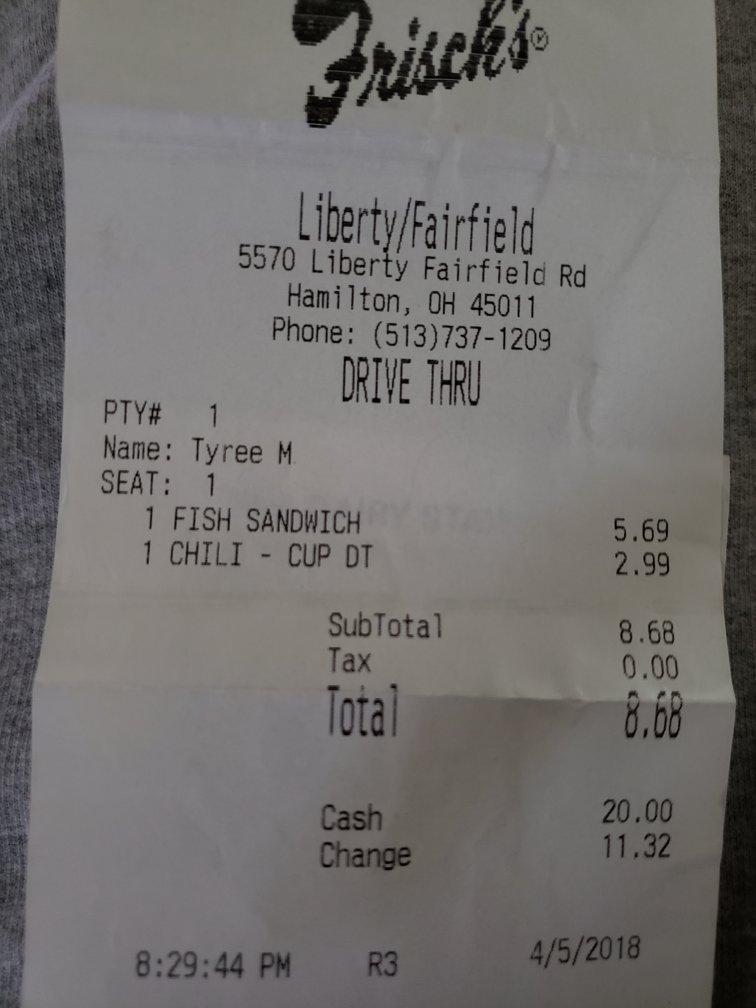 Frisch's®
Liberty/Fairfield
5570 Liberty Fairfield Rd
Hamilton, OH 45011
Phone: (513)737-1209
DRIVE THRU
PTY# 1
Name: Tyree M
SEAT: 1
1 FISH SANDWICH 5.69
1 CHILI - CUP DT 2.99
SubTotal 8.68
Tax 0.00
Total 8.68
Cash 20.00
Change 11.32
8:29:44 PM R3 4/5/2018